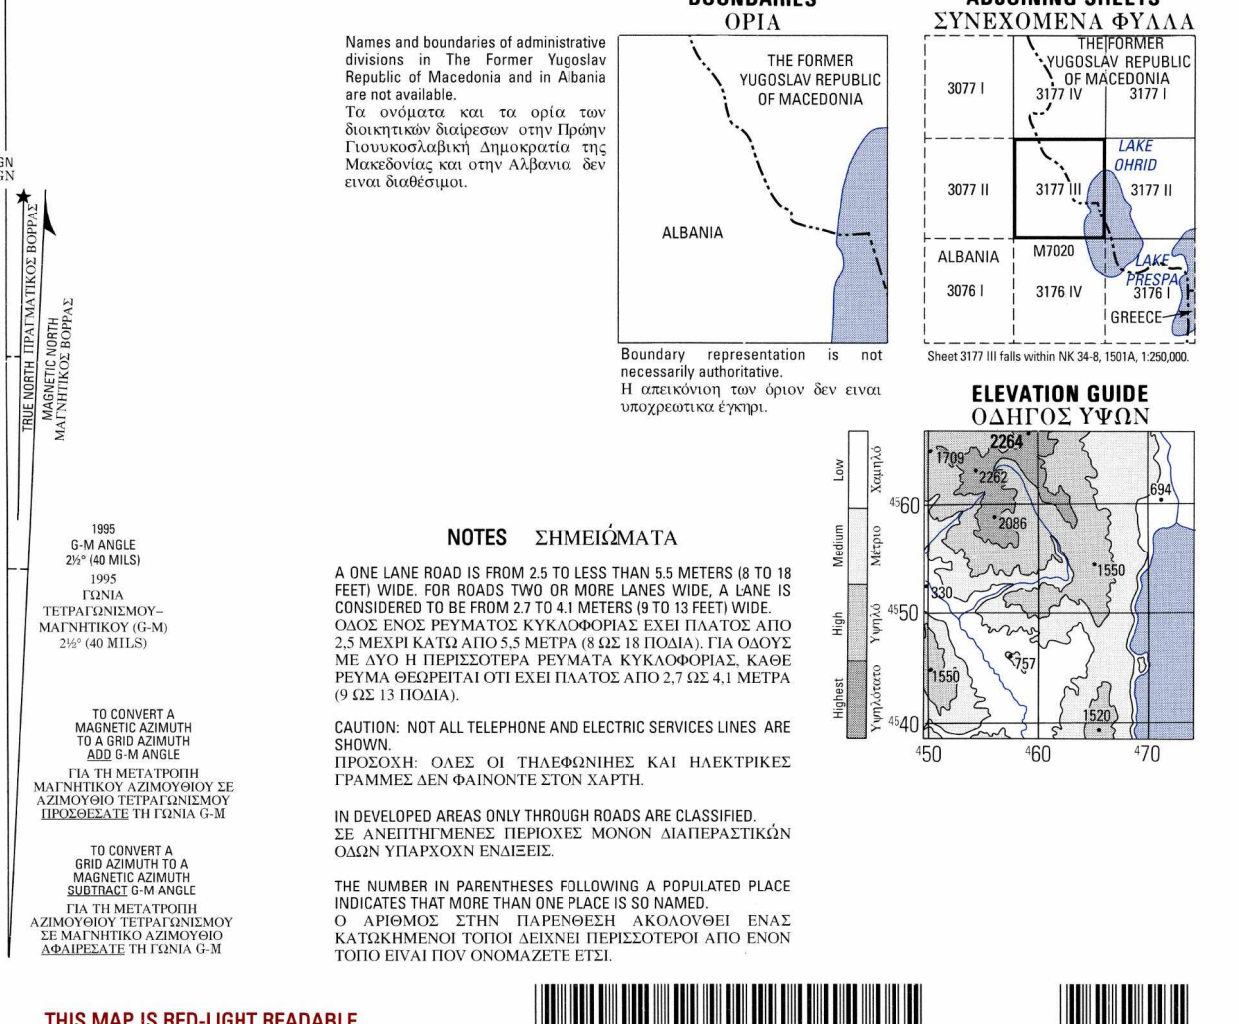 BOUNDARIES
ΟΡΙΑ
Names and boundaries of administrative
divisions in The Former Yugoslav
Republic of Macedonia and in Albania
are not available.
Τα ονόματα και τα ορία των
διοικητικών διαίρεσων οτην Πρώην
Γιουυκοσλαβική Δημοκρατία της
Μακεδονίας και οτην Αλβανια δεν
ειναι διαθέσιμοι.
THE FORMER
YUGOSLAV REPUBLIC
OF MACEDONIA
ALBANIA
Boundary representation is not
necessarily authoritative.
Η απεικόνιοη των όριον δεν ειναι
υποχρεωτικα έγκηρι.
ADJOINING SHEETS
ΣΥΝΕΧΟΜΕΝΑ ΦΥΛΛΑ
THE FORMER
YUGOSLAV REPUBLIC
OF MACEDONIA
3077 I
3177 IV
3177 I
LAKE
OHRID
3077 II
3177 III
3177 II
ALBANIA
M7020
LAKE
PRESPA
3076 I
3176 IV
3176 I
GREECE
Sheet 3177 III falls within NK 34-8, 1501A, 1:250,000.
ELEVATION GUIDE
ΟΔΗΓΟΣ ΥΨΩΝ
Low
Χαμηλό
Medium
Μέτριο
High
Υψηλό
Highest
Υψηλότατο
2264
1709
2262
694
4560
2086
1550
330
4550
757
1550
1520
4540
450
460
470
GN
GN
TRUE NORTH ΠΡΑΓΜΑΤΙΚΟΣ ΒΟΡΡΑΣ
MAGNETIC NORTH
ΜΑΓΝΗΤΙΚΟΣ ΒΟΡΡΑΣ
1995
G-M ANGLE
2½° (40 MILS)
1995
ΓΩΝΙΑ
ΤΕΤΡΑΓΩΝΙΣΜΟΥ–
ΜΑΓΝΗΤΙΚΟΥ (G-M)
2½° (40 MILS)
TO CONVERT A
MAGNETIC AZIMUTH
TO A GRID AZIMUTH
ADD G-M ANGLE
ΓΙΑ ΤΗ ΜΕΤΑΤΡΟΠΗ
ΜΑΓΝΗΤΙΚΟΥ ΑΖΙΜΟΥΘΙΟΥ ΣΕ
ΑΖΙΜΟΥΘΙΟ ΤΕΤΡΑΓΩΝΙΣΜΟΥ
ΠΡΟΣΘΕΣΑΤΕ ΤΗ ΓΩΝΙΑ G-M
TO CONVERT A
GRID AZIMUTH TO A
MAGNETIC AZIMUTH
SUBTRACT G-M ANGLE
ΓΙΑ ΤΗ ΜΕΤΑΤΡΟΠΗ
ΑΖΙΜΟΥΘΙΟΥ ΤΕΤΡΑΓΩΝΙΣΜΟΥ
ΣΕ ΜΑΓΝΗΤΙΚΟ ΑΖΙΜΟΥΘΙΟ
ΑΦΑΙΡΕΣΑΤΕ ΤΗ ΓΩΝΙΑ G-M
NOTES ΣΗΜΕΙΏΜΑΤΑ
A ONE LANE ROAD IS FROM 2.5 TO LESS THAN 5.5 METERS (8 TO 18
FEET) WIDE. FOR ROADS TWO OR MORE LANES WIDE, A LANE IS
CONSIDERED TO BE FROM 2.7 TO 4.1 METERS (9 TO 13 FEET) WIDE.
ΟΔΟΣ ΕΝΟΣ ΡΕΥΜΑΤΟΣ ΚΥΚΛΟΦΟΡΙΑΣ ΕΧΕΙ ΠΛΑΤΟΣ ΑΠΟ
2,5 ΜΕΧΡΙ ΚΑΤΩ ΑΠΟ 5,5 ΜΕΤΡΑ (8 ΩΣ 18 ΠΟΔΙΑ). ΓΙΑ ΟΔΟΥΣ
ΜΕ ΔΥΟ Η ΠΕΡΙΣΣΟΤΕΡΑ ΡΕΥΜΑΤΑ ΚΥΚΛΟΦΟΡΙΑΣ, ΚΑΘΕ
ΡΕΥΜΑ ΘΕΩΡΕΙΤΑΙ ΟΤΙ ΕΧΕΙ ΠΛΑΤΟΣ ΑΠΟ 2,7 ΩΣ 4,1 ΜΕΤΡΑ
(9 ΩΣ 13 ΠΟΔΙΑ).
CAUTION: NOT ALL TELEPHONE AND ELECTRIC SERVICES LINES ARE
SHOWN.
ΠΡΟΣΟΧΗ: ΟΛΕΣ ΟΙ ΤΗΛΕΦΩΝΙΗΕΣ ΚΑΙ ΗΛΕΚΤΡΙΚΕΣ
ΓΡΑΜΜΕΣ ΔΕΝ ΦΑΙΝΟΝΤΕ ΣΤΟΝ ΧΑΡΤΗ.
IN DEVELOPED AREAS ONLY THROUGH ROADS ARE CLASSIFIED.
ΣΕ ΑΝΕΠΤΗΓΜΕΝΕΣ ΠΕΡΙΟΧΕΣ ΜΟΝΟΝ ΔΙΑΠΕΡΑΣΤΙΚΏΝ
ΟΔΩΝ ΥΠΑΡΧΟΧΝ ΕΝΔΙΞΕΙΣ.
THE NUMBER IN PARENTHESES FOLLOWING A POPULATED PLACE
INDICATES THAT MORE THAN ONE PLACE IS SO NAMED.
Ο ΑΡΙΘΜΟΣ ΣΤΗΝ ΠΑΡΕΝΘΕΣΗ ΑΚΟΛΟVΘΕΙ ΕΝΑΣ
ΚΑΤΩΚΗΜΕΝΟΙ ΤΟΠΟΙ ΔΕΙΧΝΕΙ ΠΕΡΙΣΣΟΤΕΡΟΙ ΑΠΟ ΕΝΟΝ
ΤΟΠΟ ΕΙVΑΙ ΠΟV ΟΝΟΜΑΖΕΤΕ ΕΤΣΙ.
THIS MAP IS RED-LIGHT READABLE